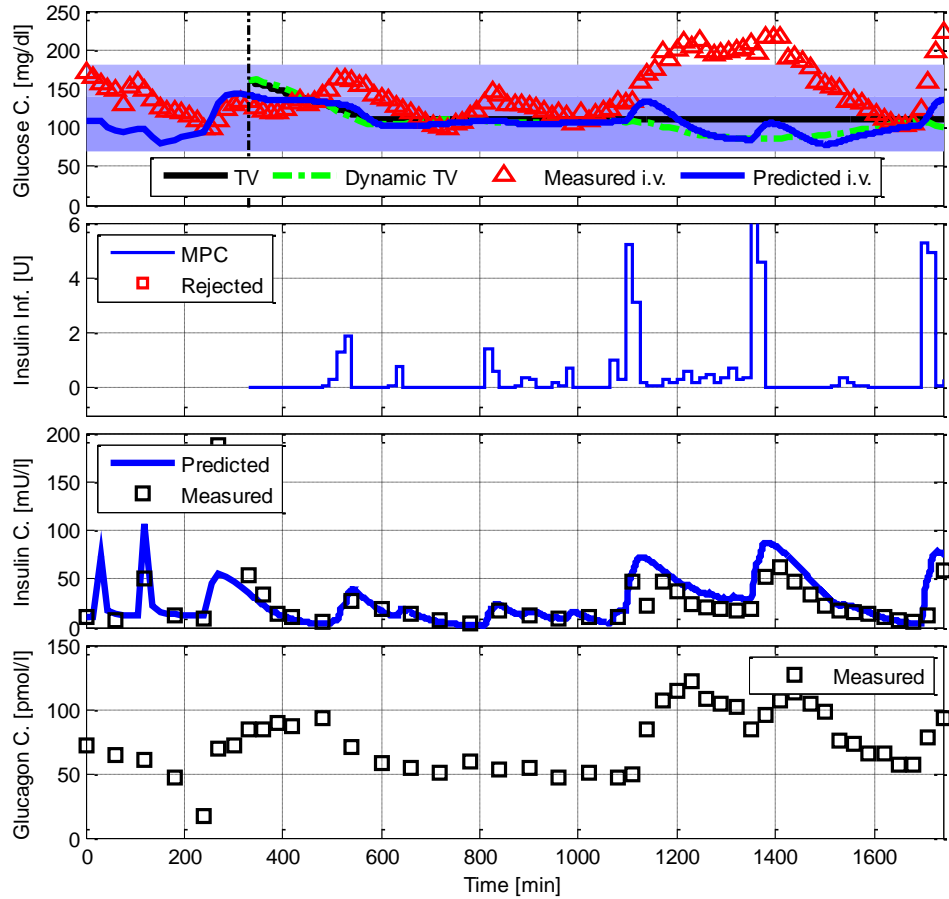 250
200
150
100
50
0
Glucose C. [mg/dl]
TV
Dynamic TV
Measured i.v.
Predicted i.v.
6
4
2
0
Insulin Inf. [U]
MPC
Rejected
200
150
100
50
0
Insulin C. [mU/l]
Predicted
Measured
150
100
50
0
Glucagon C. [pmol/l]
Measured
0 200 400 600 800 1000 1200 1400 1600
Time [min]